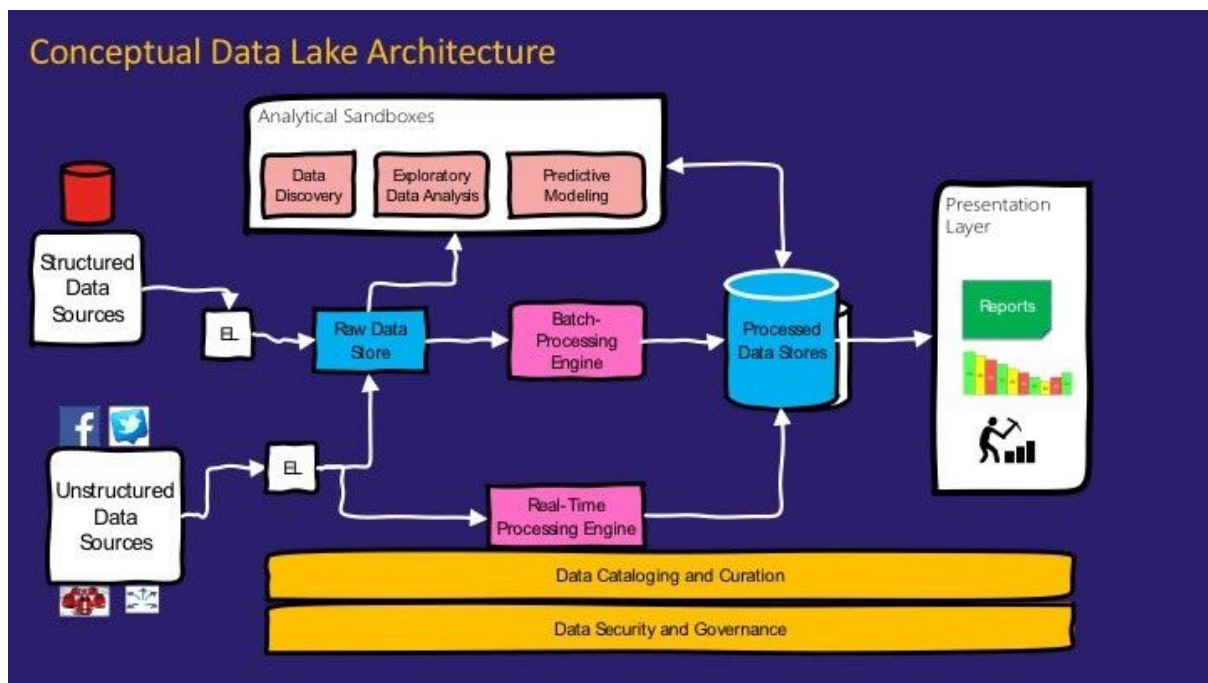 Conceptual Data Lake Architecture
Analytical Sandboxes
Data
Discovery
Exploratory
Data Analysis
Predictive
Modeling
Structured
Data
Sources
EL
Raw Data
Store
Batch-
Processing
Engine
Processed
Data Stores
Presentation
Layer
Reports
Unstructured
Data
Sources
EL
Real-Time
Processing Engine
Data Cataloging and Curation
Data Security and Governance